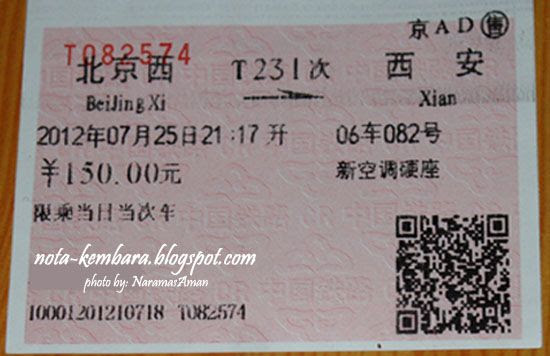 京AD售
T082574
北京西 T231次 西安
BeiJingXi Xian
2012年07月25日21:17开 06车082号
¥150.00元 新空调硬座
限乘当日当次车
nota-kembara.blogspot.com
photo by: NaramasAman
10001201210718 T082574